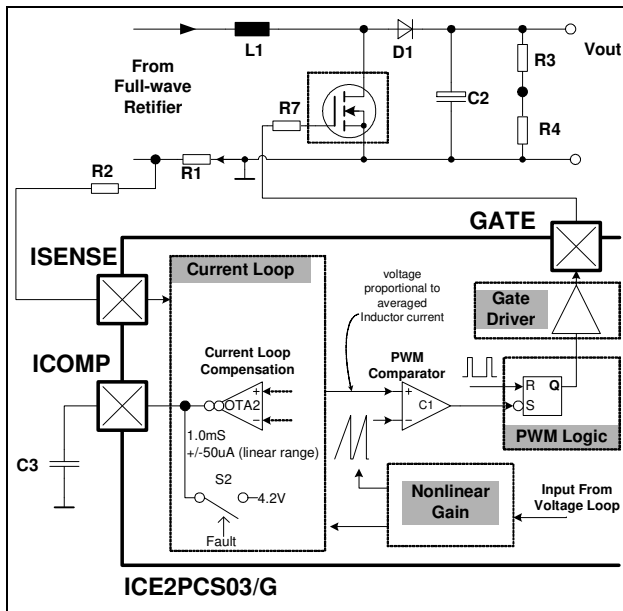 L1
D1
From
Full-wave
Retifier
R7
C2
R3
Vout
R4
R2
R1
GATE
ISENSE
Current Loop
voltage
proportional to
averaged
Inductor current
Gate
Driver
ICOMP
Current Loop
Compensation
PWM
Comparator
+
OTA2
−
+
C1
−
R
Q
S
PWM Logic
C3
1.0mS
+/-50uA (linear range)
S2
4.2V
Fault
Nonlinear
Gain
Input From
Voltage Loop
ICE2PCS03/G